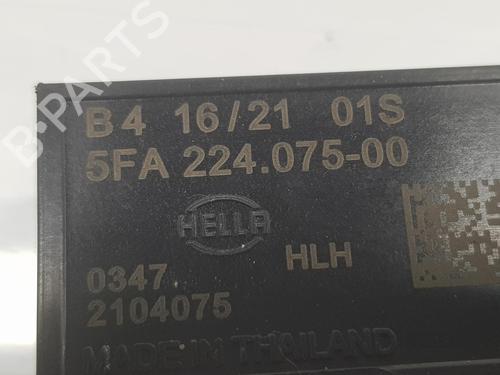 B-PARTS
B4 16/21 01S
5FA 224.075-00
HELLA
HLH
0347
2104075
MADE IN THAILAND